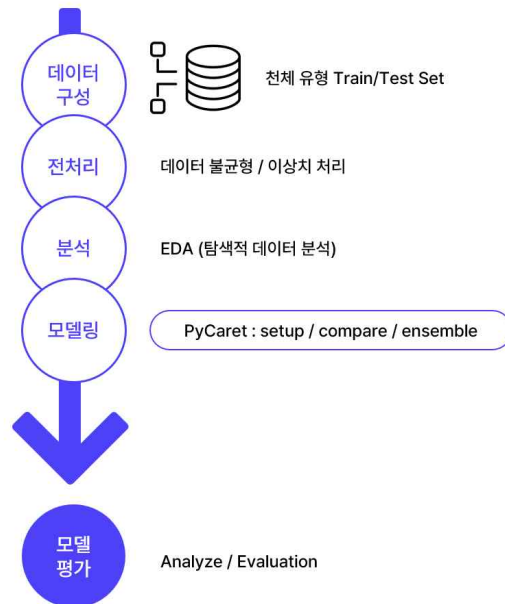 데이터
구성
천체 유형 Train/Test Set
전처리
데이터 불균형 / 이상치 처리
분석
EDA (탐색적 데이터 분석)
모델링
PyCaret : setup / compare / ensemble
모델
평가
Analyze / Evaluation